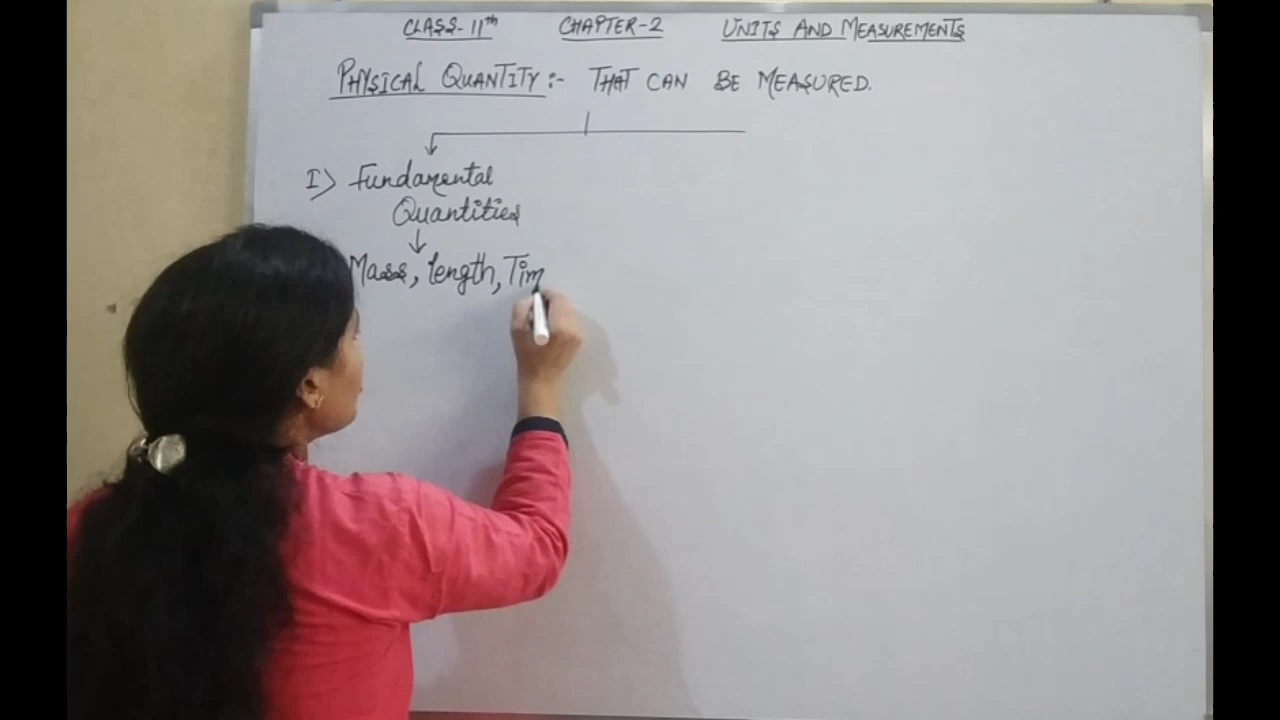 CLASS-11th CHAPTER-2 UNITS AND MEASUREMENTS
PHYSICAL QUANTITY:- THAT CAN BE MEASURED.
I> Fundamental
Quantities
Mass, length, Tim